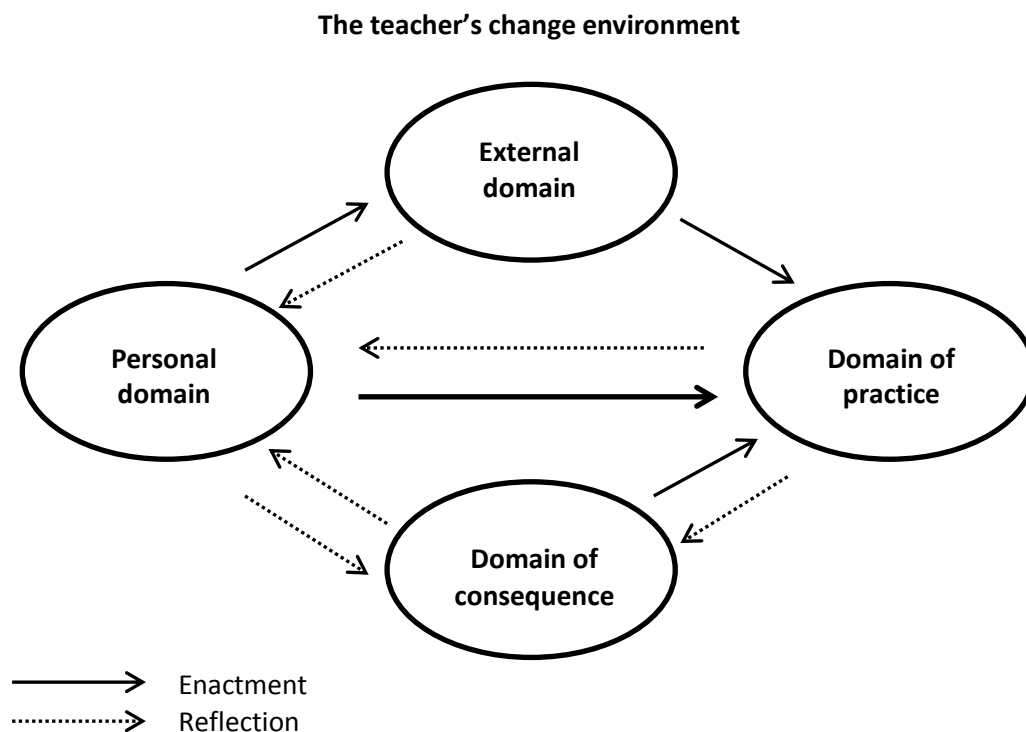 The teacher’s change environment
External
domain
Personal
domain
Domain of
practice
Domain of
consequence
Enactment
Reflection